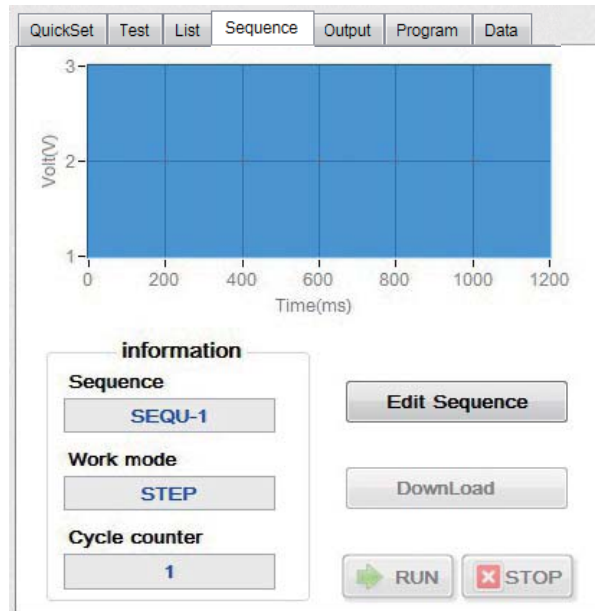 QuickSet Test List Sequence Output Program Data
3
Volt(V)
2
1
0 200 400 600 800 1000 1200
Time(ms)
information
Sequence
SEQU-1
Edit Sequence
Work mode
STEP
DownLoad
Cycle counter
1
RUN STOP